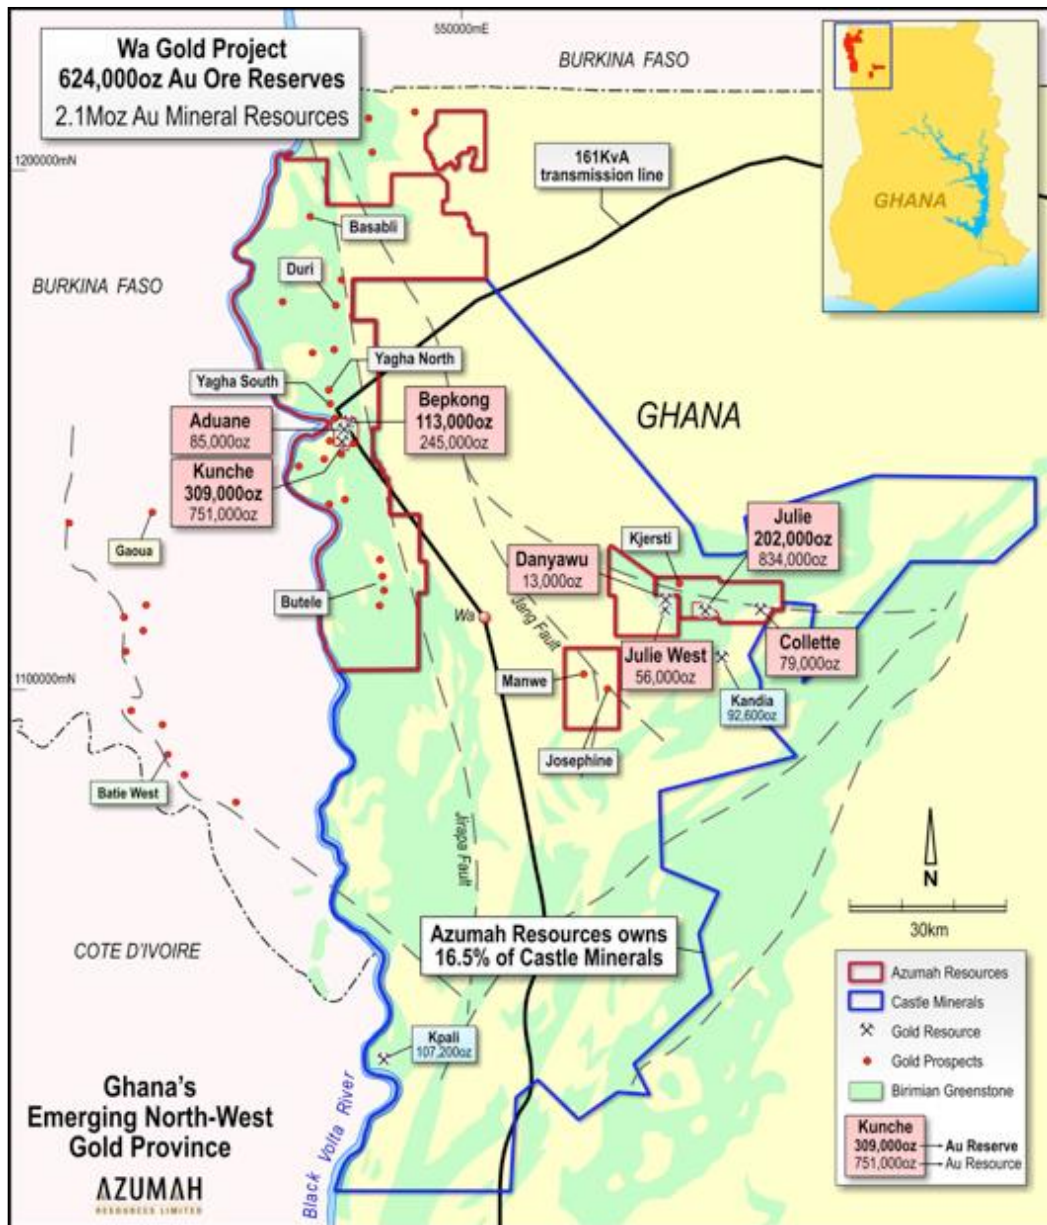 550000mE
Wa Gold Project
624,000oz Au Ore Reserves
2.1Moz Au Mineral Resources
BURKINA FASO
1200000mN
161KvA
transmission line
GHANA
Basabli
Duri
BURKINA FASO
Yagha North
Yagha South
Bepkong
113,000oz
245,000oz
Aduane
85,000oz
Kunche
309,000oz
751,000oz
GHANA
Gaoua
Julie
202,000oz
834,000oz
Kjersti
Danyawu
13,000oz
Butele
Wa
Jang Fault
Collette
79,000oz
Julie West
56,000oz
Manwe
Kandia
92,600oz
1100000mN
Josephine
Batie West
Jirapa Fault
N
30km
Azumah Resources owns
16.5% of Castle Minerals
COTE D'IVOIRE
Azumah Resources
Castle Minerals
Gold Resource
Gold Prospects
Birimian Greenstone
Kunche
309,000oz Au Reserve
751,000oz Au Resource
Kpali
107,200oz
Black Volta River
Ghana's
Emerging North-West
Gold Province
AZUMAH
RESOURCES LIMITED